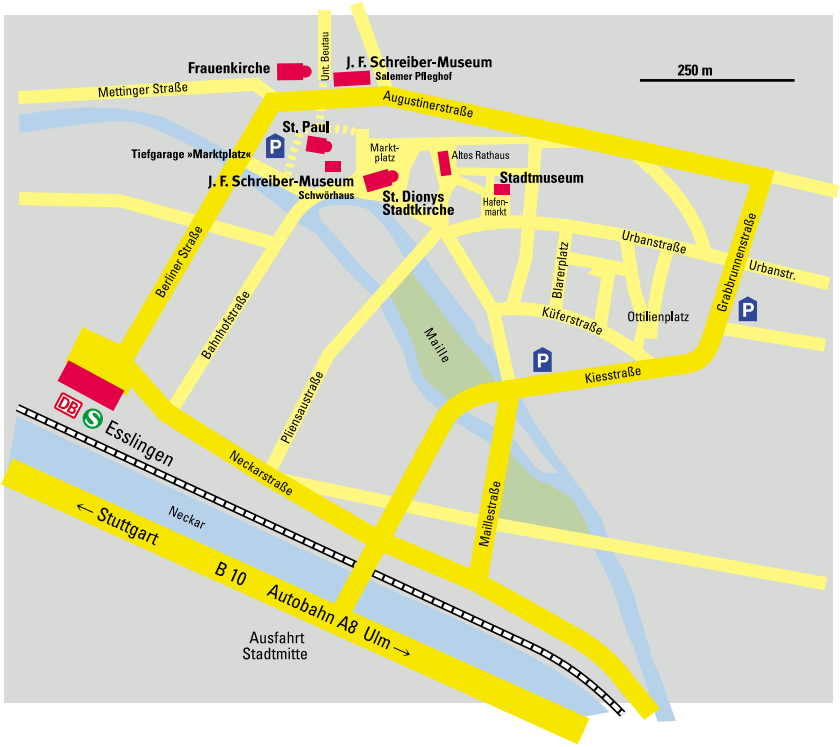 Frauenkirche
Unt. Beutau
J. F. Schreiber-Museum
Salemer Pfleghof
250 m
Mettinger Straße
Augustinerstraße
St. Paul
P
Tiefgarage »Marktplatz«
Markt-
platz
Altes Rathaus
J. F. Schreiber-Museum
Schwörhaus
St. Dionys
Stadtkirche
Stadtmuseum
Hafen-
markt
Berliner Straße
Urbanstraße
Grabbrunnenstraße
Urbanstr.
Blarerplatz
Bahnhofstraße
Küferstraße
Ottilienplatz
P
Maille
P
Kiesstraße
Pliensaustraße
DB
S
Esslingen
Neckarstraße
Maillestraße
Neckar
← Stuttgart
B 10
Autobahn A8 Ulm →
Ausfahrt
Stadtmitte